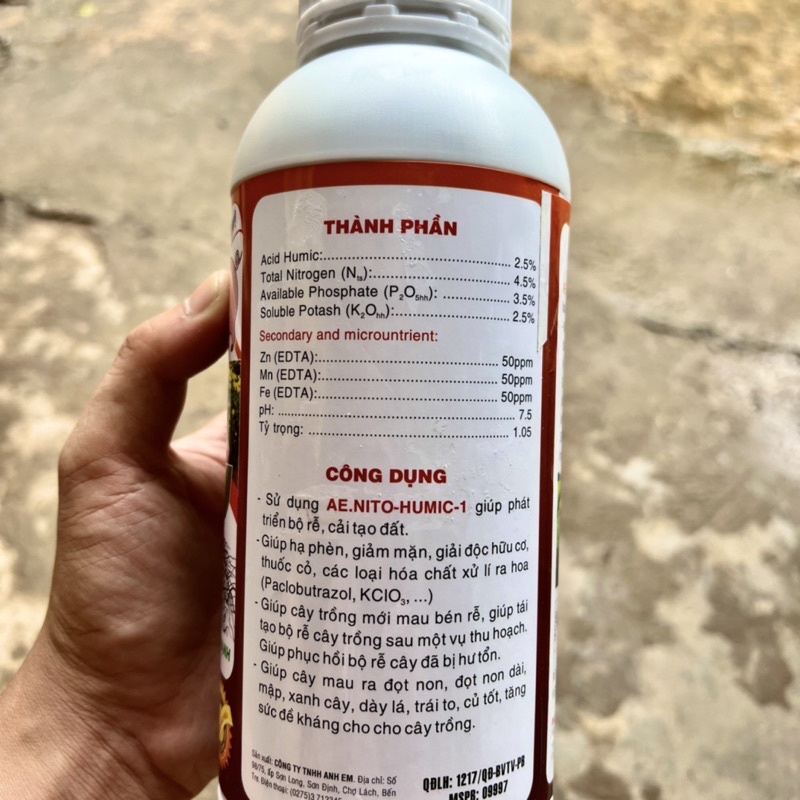 THÀNH PHẦN
Acid Humic:.......... 2.5%
Total Nitrogen (Nts):.......... 4.5%
Available Phosphate (P2O5hh): .......... 3.5%
Soluble Potash (K2Ohh):.......... 2.5%
Secondary and micrountrient:
Zn (EDTA):.......... 50ppm
Mn (EDTA):.......... 50ppm
Fe (EDTA):.......... 50ppm
pH: .......... 7.5
Tỷ trọng: .......... 1.05
CÔNG DỤNG
- Sử dụng AE.NITO-HUMIC-1 giúp phát
triển bộ rễ, cải tạo đất.
- Giúp hạ phèn, giảm mặn, giải độc hữu cơ,
thuốc cỏ, các loại hóa chất xử lí ra hoa
(Paclobutrazol, KClO3, ...)
- Giúp cây trồng mới mau bén rễ, giúp tái
tạo bộ rễ cây trồng sau một vụ thu hoạch.
Giúp phục hồi bộ rễ cây đã bị hư tổn.
- Giúp cây mau ra đọt non, đọt non dài,
mập, xanh cây, dày lá, trái to, củ tốt, tăng
sức đề kháng cho cho cây trồng.
Sản xuất: CÔNG TY TNHH ANH EM. Địa chỉ: Số
98/75, ấp Sơn Long, Sơn Định, Chợ Lách, Bến
Tre. Điện thoại: (0275)3
QĐLH: 1217/QĐ-BVTV-PB
MSPB: 09997